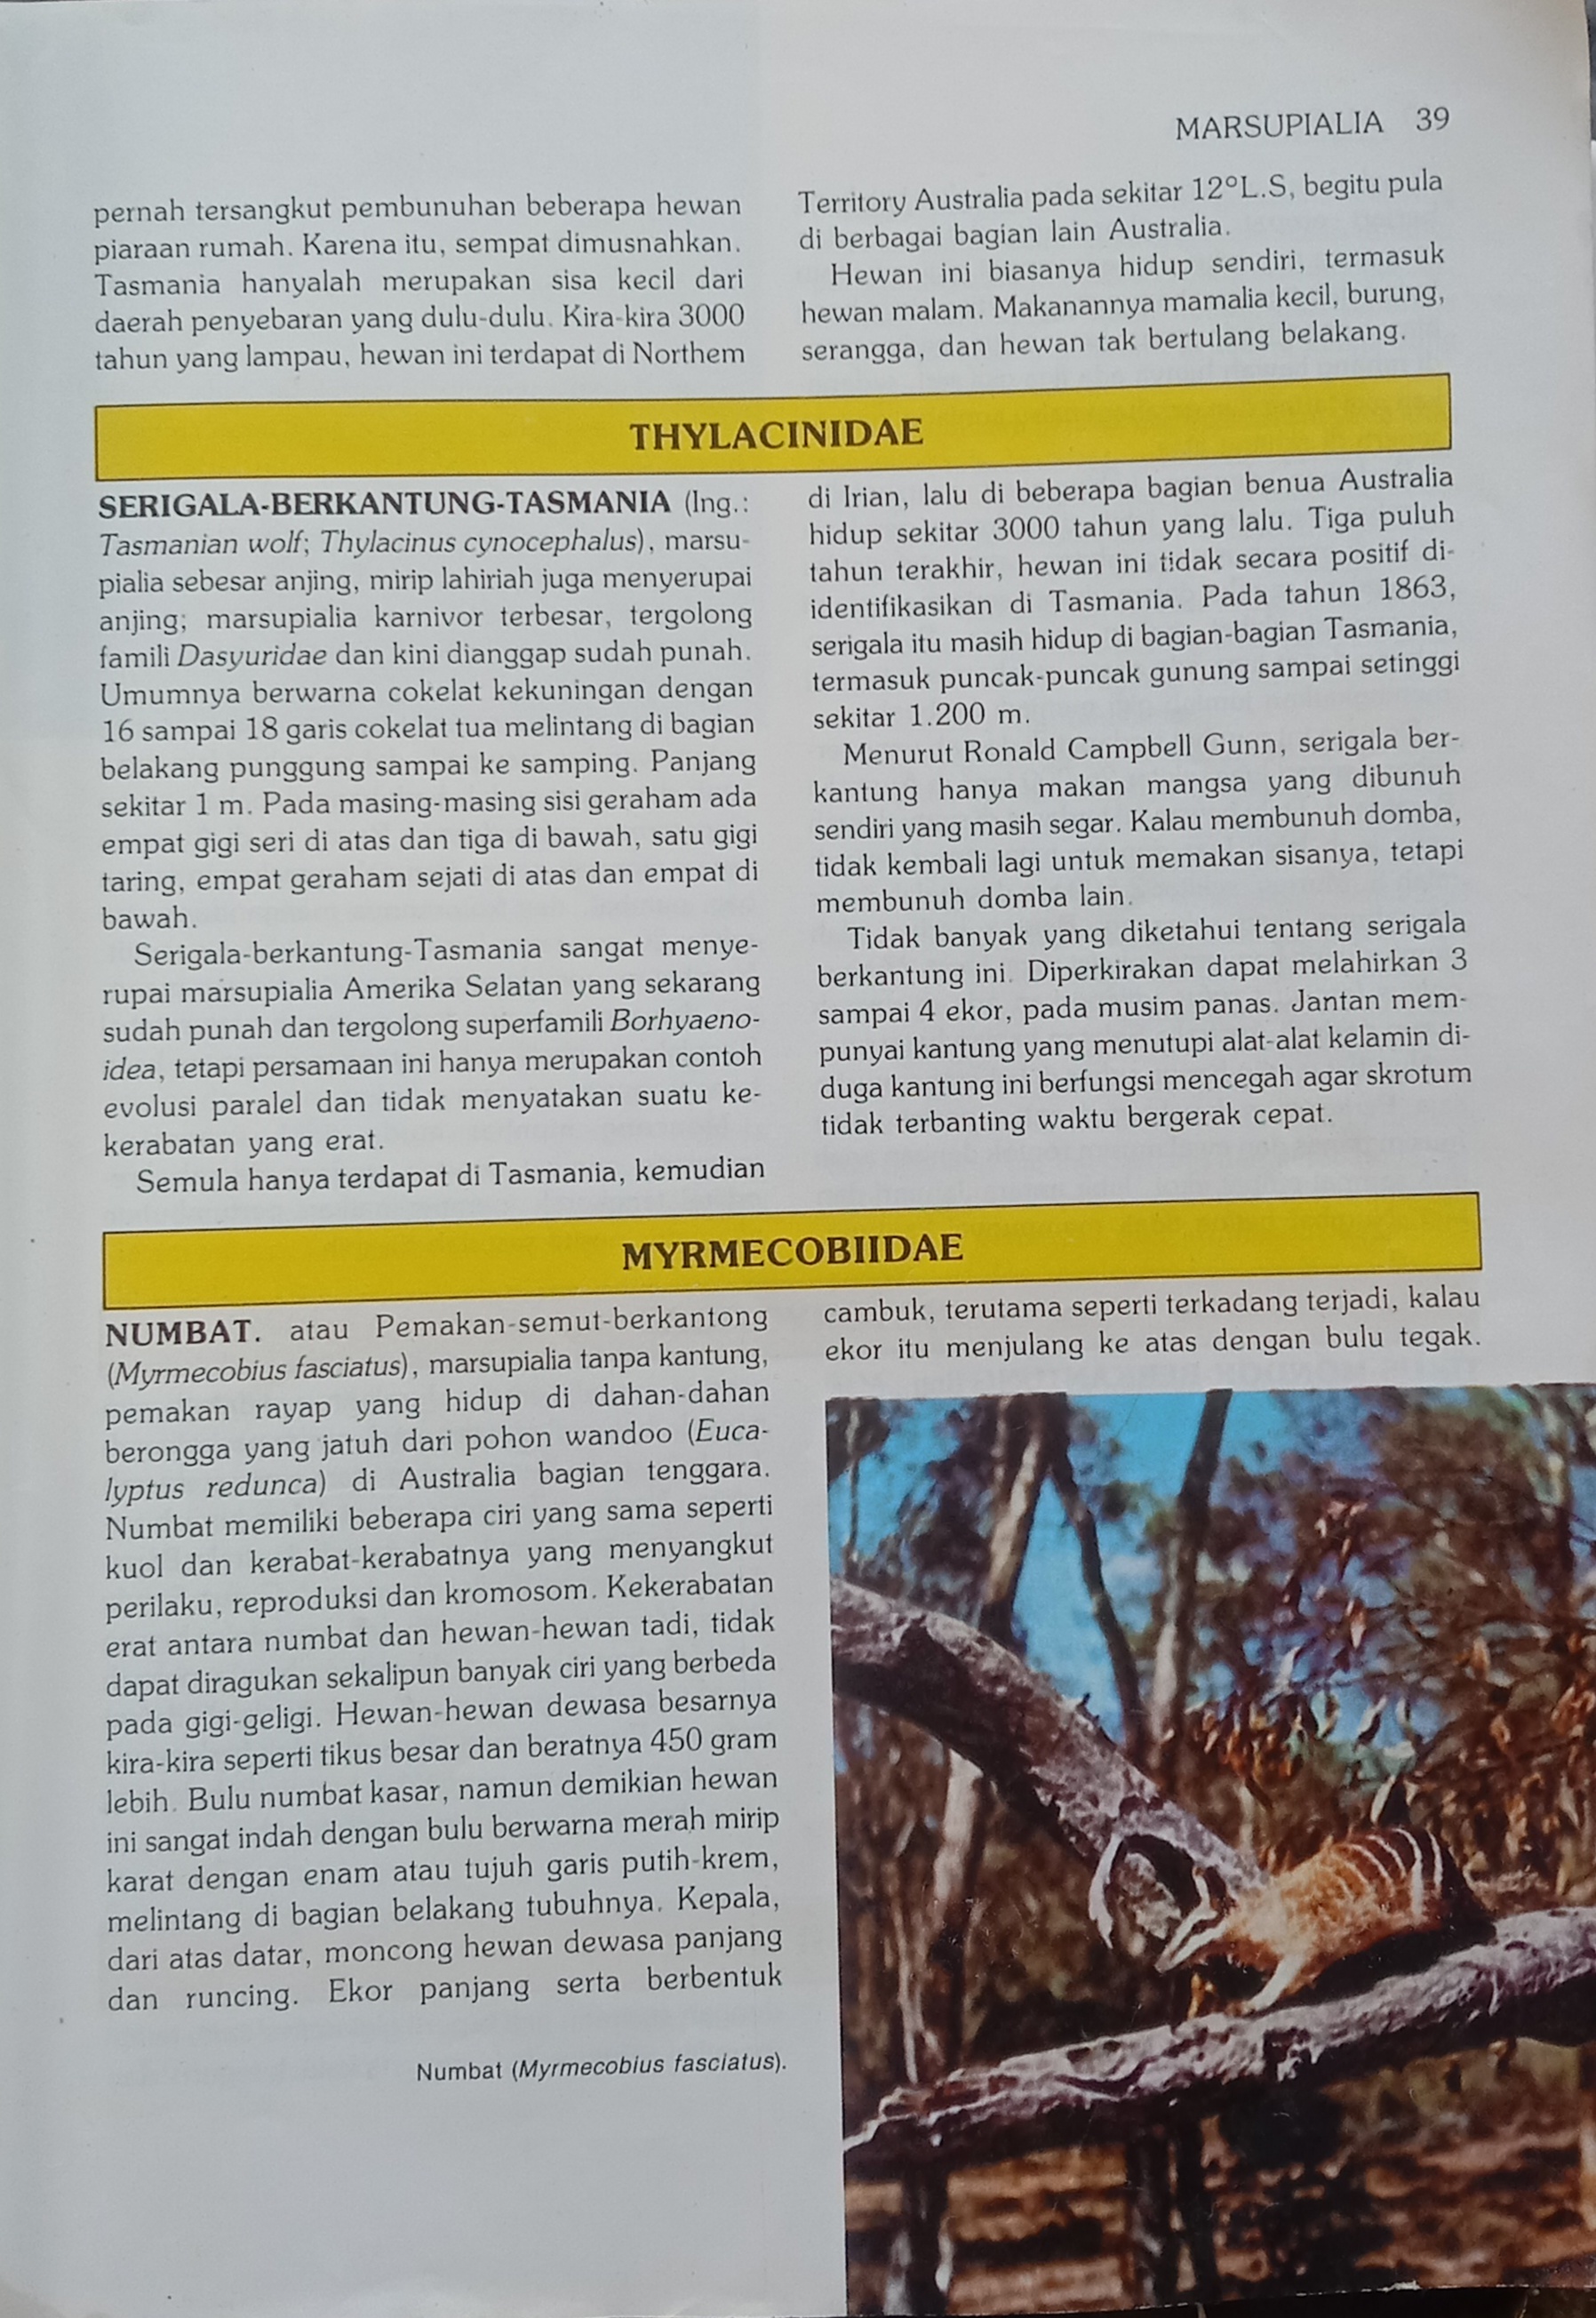 MARSUPIALIA 39
pernah tersangkut pembunuhan beberapa hewan
piaraan rumah. Karena itu, sempat dimusnahkan.
Tasmania hanyalah merupakan sisa kecil dari
daerah penyebaran yang dulu-dulu. Kira-kira 3000
tahun yang lampau, hewan ini terdapat di Northem
Territory Australia pada sekitar 12°L.S, begitu pula
di berbagai bagian lain Australia.
Hewan ini biasanya hidup sendiri, termasuk
hewan malam. Makanannya mamalia kecil, burung,
serangga, dan hewan tak bertulang belakang.
THYLACINIDAE
SERIGALA-BERKANTUNG-TASMANIA (Ing.:
Tasmanian wolf; Thylacinus cynocephalus), marsu-
pialia sebesar anjing, mirip lahiriah juga menyerupai
anjing; marsupialia karnivor terbesar, tergolong
famili Dasyuridae dan kini dianggap sudah punah.
Umumnya berwarna cokelat kekuningan dengan
16 sampai 18 garis cokelat tua melintang di bagian
belakang punggung sampai ke samping. Panjang
sekitar 1 m. Pada masing-masing sisi geraham ada
empat gigi seri di atas dan tiga di bawah, satu gigi
taring, empat geraham sejati di atas dan empat di
bawah.
Serigala-berkantung-Tasmania sangat menye-
rupai marsupialia Amerika Selatan yang sekarang
sudah punah dan tergolong superfamili Borhyaeno-
idea, tetapi persamaan ini hanya merupakan contoh
evolusi paralel dan tidak menyatakan suatu ke-
kerabatan yang erat.
Semula hanya terdapat di Tasmania, kemudian
di Irian, lalu di beberapa bagian benua Australia
hidup sekitar 3000 tahun yang lalu. Tiga puluh
tahun terakhir, hewan ini tidak secara positif di-
identifikasikan di Tasmania. Pada tahun 1863,
serigala itu masih hidup di bagian-bagian Tasmania,
termasuk puncak-puncak gunung sampai setinggi
sekitar 1.200 m.
Menurut Ronald Campbell Gunn, serigala ber-
kantung hanya makan mangsa yang dibunuh
sendiri yang masih segar. Kalau membunuh domba,
tidak kembali lagi untuk memakan sisanya, tetapi
membunuh domba lain.
Tidak banyak yang diketahui tentang serigala
berkantung ini. Diperkirakan dapat melahirkan 3
sampai 4 ekor, pada musim panas. Jantan mem-
punyai kantung yang menutupi alat-alat kelamin di-
duga kantung ini berfungsi mencegah agar skrotum
tidak terbanting waktu bergerak cepat.
MYRMECOBIIDAE
NUMBAT. atau Pemakan-semut-berkantong
(Myrmecobius fasciatus), marsupialia tanpa kantung,
pemakan rayap yang hidup di dahan-dahan
berongga yang jatuh dari pohon wandoo (Euca-
lyptus redunca) di Australia bagian tenggara.
Numbat memiliki beberapa ciri yang sama seperti
kuol dan kerabat-kerabatnya yang menyangkut
perilaku, reproduksi dan kromosom. Kekerabatan
erat antara numbat dan hewan-hewan tadi, tidak
dapat diragukan sekalipun banyak ciri yang berbeda
pada gigi-geligi. Hewan-hewan dewasa besarnya
kira-kira seperti tikus besar dan beratnya 450 gram
lebih. Bulu numbat kasar, namun demikian hewan
ini sangat indah dengan bulu berwarna merah mirip
karat dengan enam atau tujuh garis putih-krem,
melintang di bagian belakang tubuhnya. Kepala,
dari atas datar, moncong hewan dewasa panjang
dan runcing. Ekor panjang serta berbentuk
cambuk, terutama seperti terkadang terjadi, kalau
ekor itu menjulang ke atas dengan bulu tegak.
Numbat (Myrmecobius fasciatus).